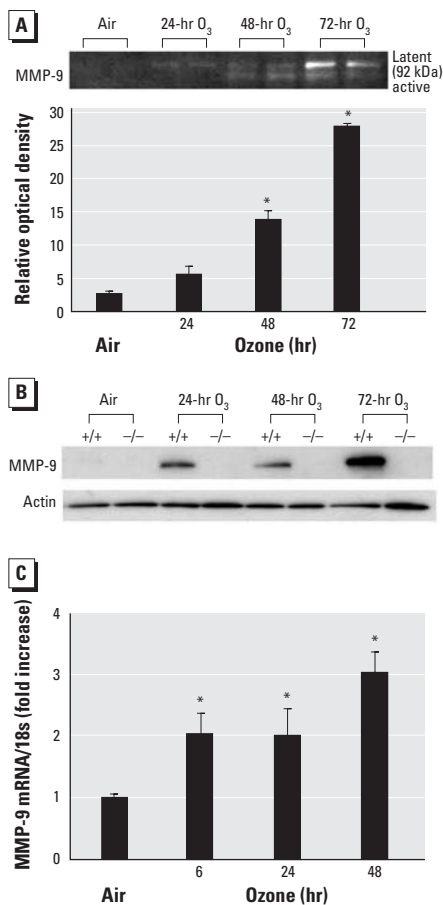 A
Air 24-hr O3 48-hr O3 72-hr O3
MMP-9
Latent
(92 kDa)
active
Relative optical density
30
25
20
15
10
5
0
*
*
24 48 72
Air Ozone (hr)
B
Air 24-hr O3 48-hr O3 72-hr O3
+/+ –/– +/+ –/– +/+ –/– +/+ –/–
MMP-9
Actin
C
MMP-9 mRNA/18s (fold increase)
4
3
2
1
0
* * *
6 24 48
Air Ozone (hr)